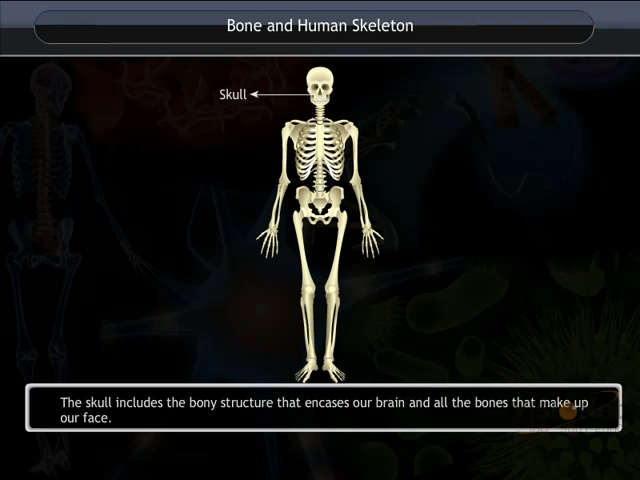 Bone and Human Skeleton
Skull
The skull includes the bony structure that encases our brain and all the bones that make up
our face.